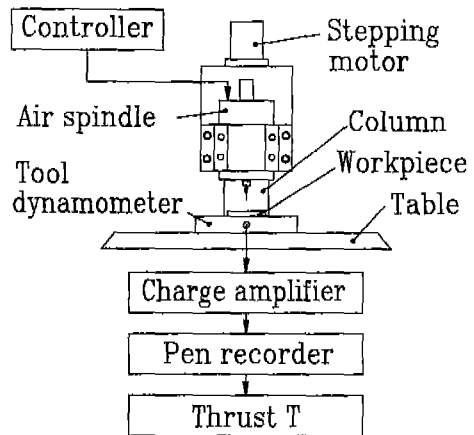 Controller
Stepping
motor
Air spindle
Column
Workpiece
Tool
dynamometer
Table
Charge amplifier
Pen recorder
Thrust T